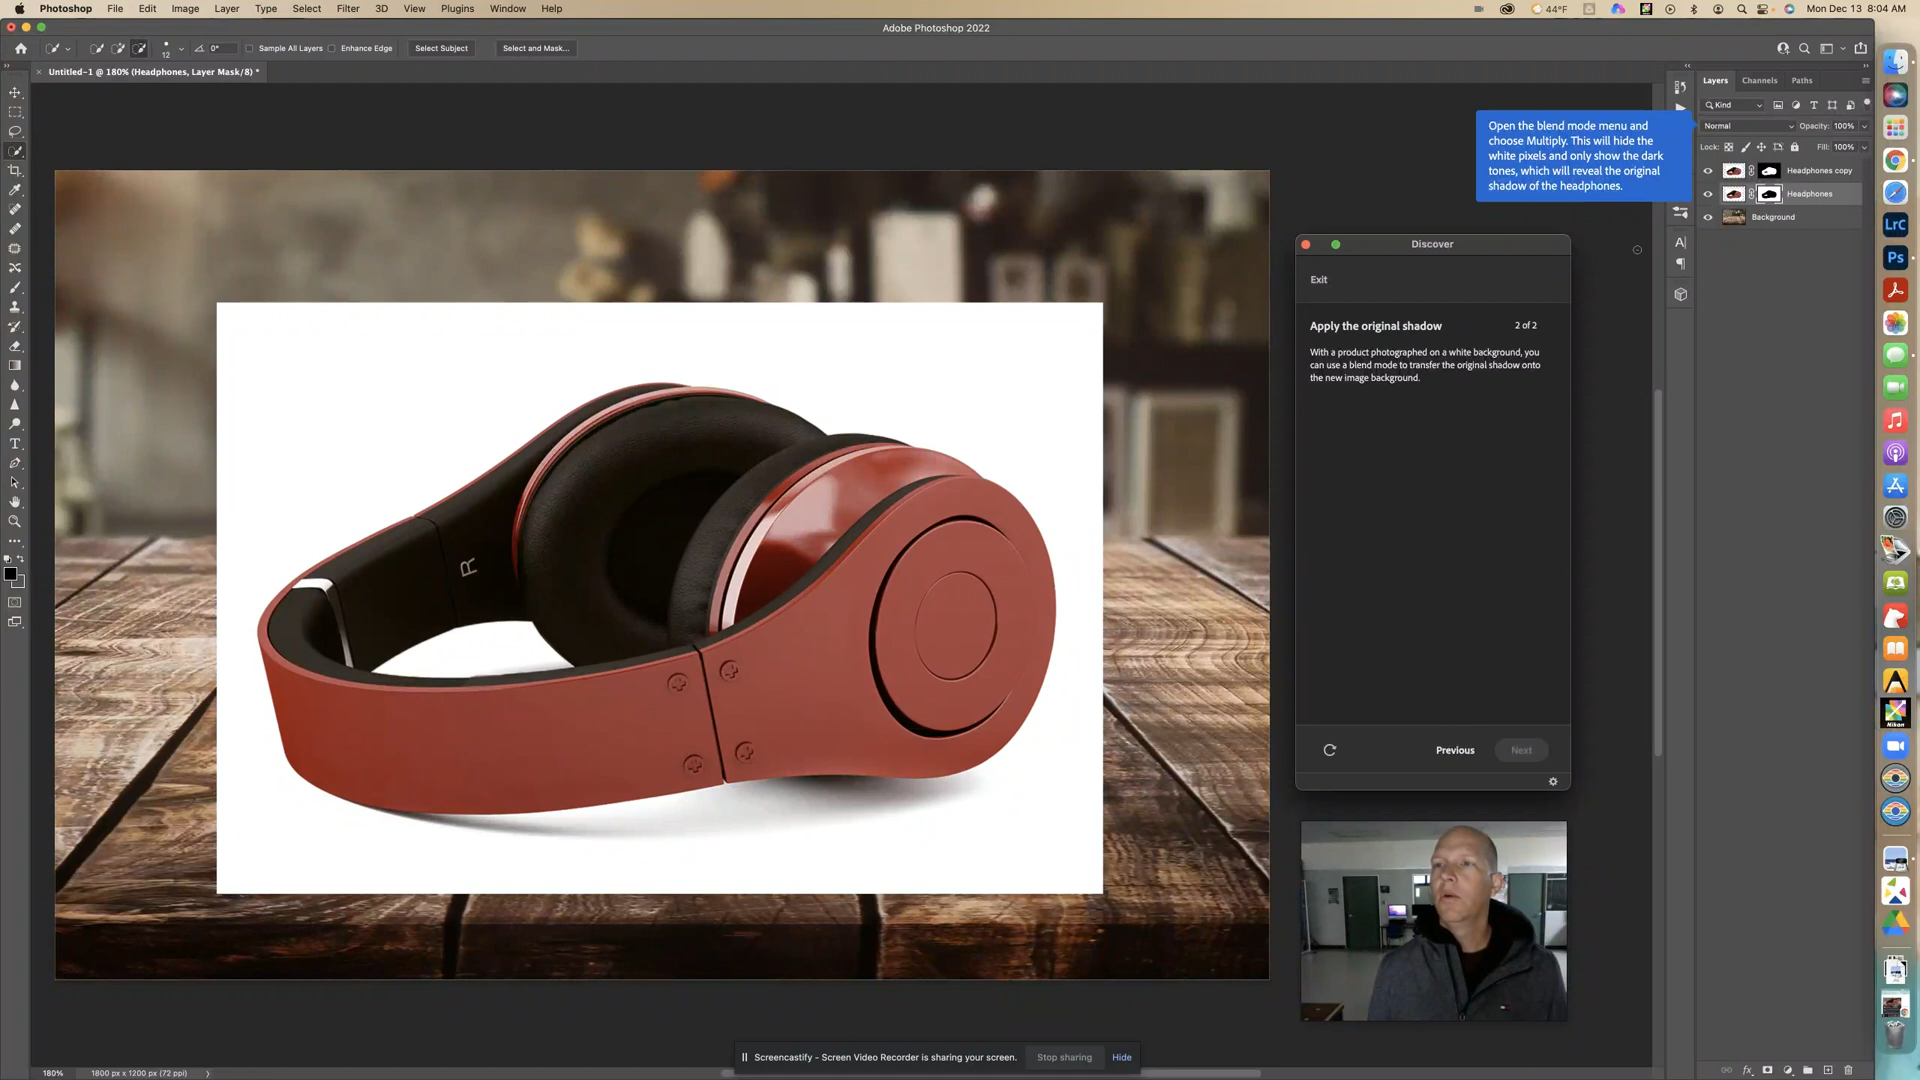 Photoshop File Edit Image Layer Type Select Filter 3D View Plugins Window Help
44°F Mon Dec 13 8:04 AM
Adobe Photoshop 2022
12 0° Sample All Layers Enhance Edge Select Subject Select and Mask...
Untitled-1 @ 180% (Headphones, Layer Mask/8) *
Layers Channels Paths
Kind
Normal Opacity: 100%
Lock: Fill: 100%
Headphones copy
Headphones
Background
Open the blend mode menu and
choose Multiply. This will hide the
white pixels and only show the dark
tones, which will reveal the original
shadow of the headphones.
Discover
Exit
Apply the original shadow 2 of 2
With a product photographed on a white background, you
can use a blend mode to transfer the original shadow onto
the new image background.
Previous Next
R
LrC
Ps
Nikon
Screencastify - Screen Video Recorder is sharing your screen. Stop sharing Hide
180% 1800 px x 1200 px (72 ppi)
fx